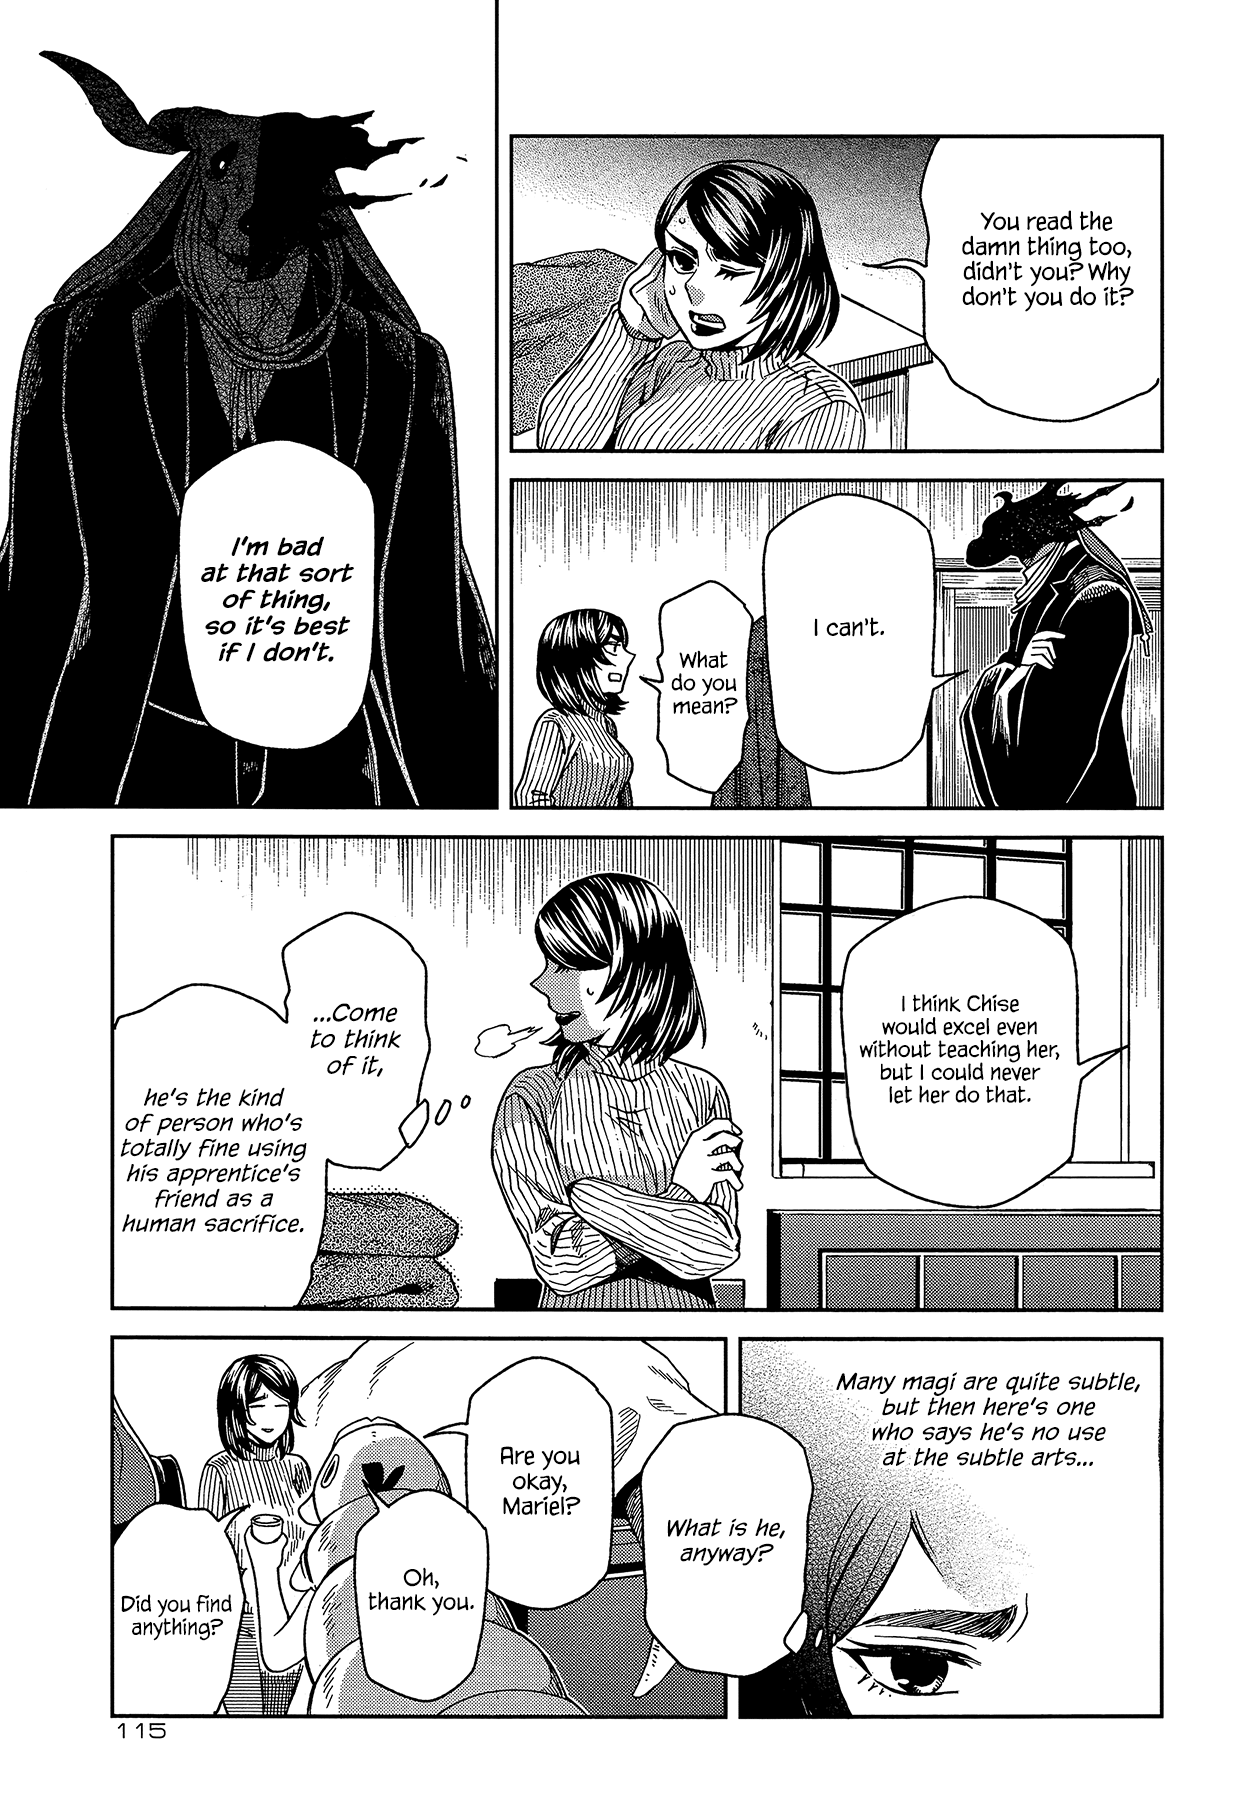 You read the
damn thing too,
didn't you? Why
don't you do it?
I can't.
What
do you
mean?
I'm bad
at that sort
of thing,
so it's best
if I don't.
I think Chise
would excel even
without teaching her,
but I could never
let her do that.
...Come
to think
of it,
he's the kind
of person who's
totally fine using
his apprentice's
friend as a
human sacrifice.
Many magi are quite subtle,
but then here's one
who says he's no use
at the subtle arts...
What is he,
anyway?
Are you
okay,
Mariel?
Oh,
thank you.
Did you find
anything?
115